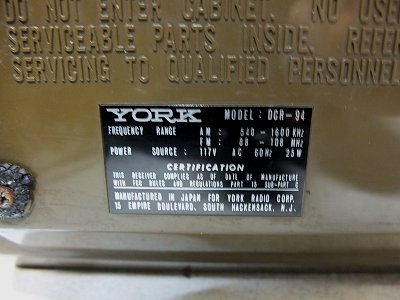 DO NOT ENTER CABINET. NO USER
SERVICEABLE PARTS INSIDE. REFER
SERVICING TO QUALIFIED PERSONNEL
YORK MODEL : DCR-94
FREQUENCY RANGE AM : 540 - 1600 KHz
FM : 88 - 108 MHz
POWER SOURCE : 117V AC 60Hz 25W
CERTIFICATION
THIS RECEIVER COMPLIES AS OF DATE OF MANUFACTURE
WITH FCC RULES AND REGULATIONS PART 15 SUB-PART C
MANUFACTURED IN JAPAN FOR YORK RADIO CORP.
15 EMPIRE BOULEVARD, SOUTH HACKENSACK, N.J.